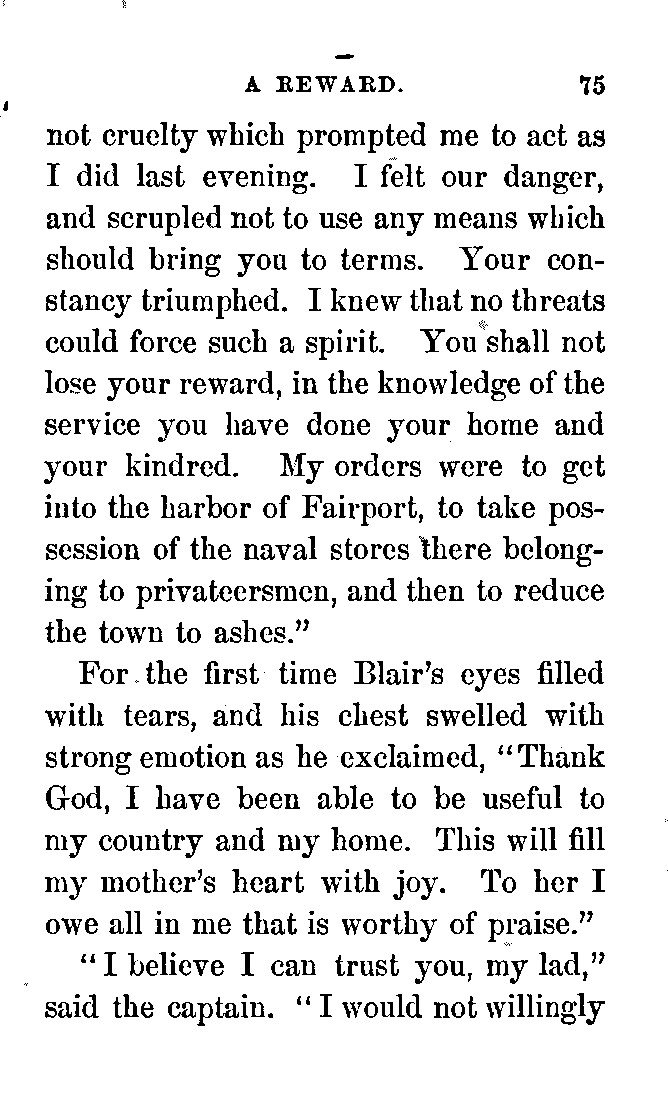 A REWARD. 75
not cruelty which prompted me to act as
I did last evening. I felt our danger,
and scrupled not to use any means which
should bring you to terms. Your con-
stancy triumphed. I knew that no threats
could force such a spirit. You shall not
lose your reward, in the knowledge of the
service you have done your home and
your kindred. My orders were to get
into the harbor of Fairport, to take pos-
session of the naval stores there belong-
ing to privateersmen, and then to reduce
the town to ashes.”
For the first time Blair’s eyes filled
with tears, and his chest swelled with
strong emotion as he exclaimed, “Thank
God, I have been able to be useful to
my country and my home. This will fill
my mother’s heart with joy. To her I
owe all in me that is worthy of praise.”
“I believe I can trust you, my lad,”
said the captain. “I would not willingly